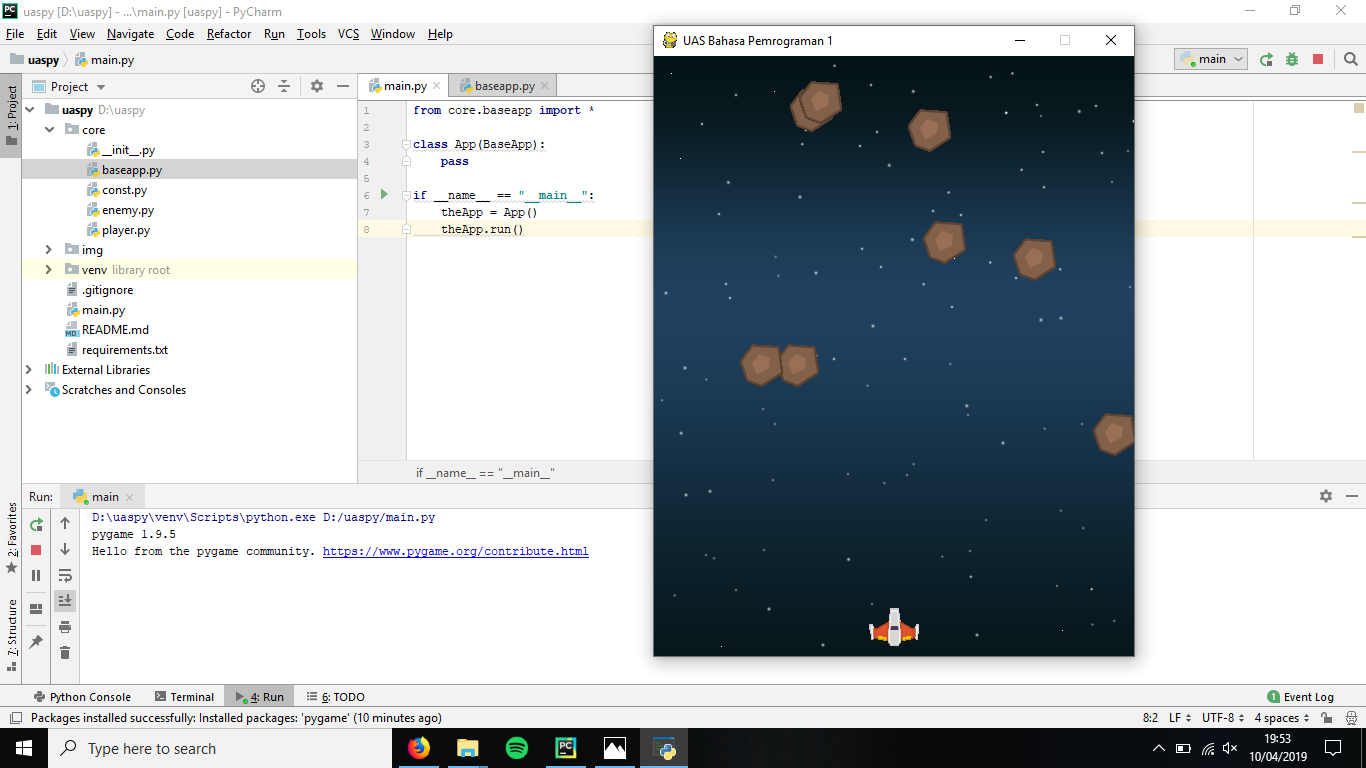 uaspy [D:\uaspy] - ...\main.py [uaspy] - PyCharm
File Edit View Navigate Code Refactor Run Tools VCS Window Help
uaspy main.py
main
1: Project
Project
uaspy D:\uaspy
core
__init__.py
baseapp.py
const.py
enemy.py
player.py
img
venv library root
.gitignore
main.py
README.md
requirements.txt
External Libraries
Scratches and Consoles
main.py baseapp.py
1 from core.baseapp import *
2
3 class App(BaseApp):
4 pass
5
6 if __name__ == "__main__":
7 theApp = App()
8 theApp.run()
if __name__ == "__main__"
UAS Bahasa Pemrograman 1
2: Favorites
7: Structure
Run: main
D:\uaspy\venv\Scripts\python.exe D:/uaspy/main.py
pygame 1.9.5
Hello from the pygame community. https://www.pygame.org/contribute.html
Python Console Terminal 4: Run 6: TODO
1 Event Log
Packages installed successfully: Installed packages: 'pygame' (10 minutes ago)
8:2 LF UTF-8 4 spaces
Type here to search
19:53
10/04/2019